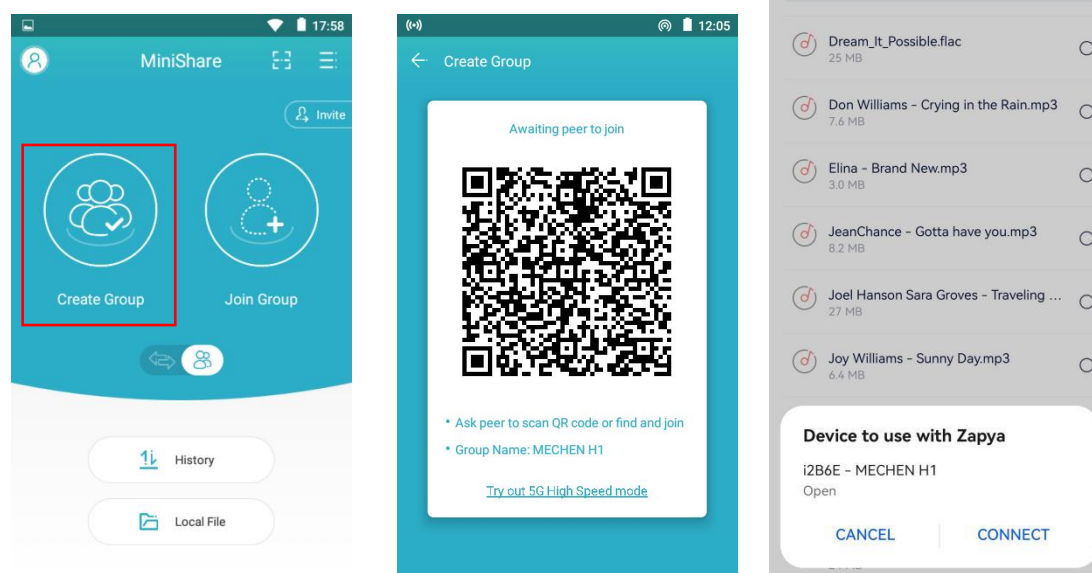 17:58
MiniShare
Invite
Create Group
Join Group
History
Local File
12:05
Create Group
Awaiting peer to join
• Ask peer to scan QR code or find and join
• Group Name: MECHEN H1
Try out 5G High Speed mode
Dream_It_Possible.flac
25 MB
Don Williams - Crying in the Rain.mp3
7.6 MB
Elina - Brand New.mp3
3.0 MB
JeanChance - Gotta have you.mp3
8.2 MB
Joel Hanson Sara Groves - Traveling ...
27 MB
Joy Williams - Sunny Day.mp3
6.4 MB
Device to use with Zapya
i2B6E - MECHEN H1
Open
CANCEL
CONNECT